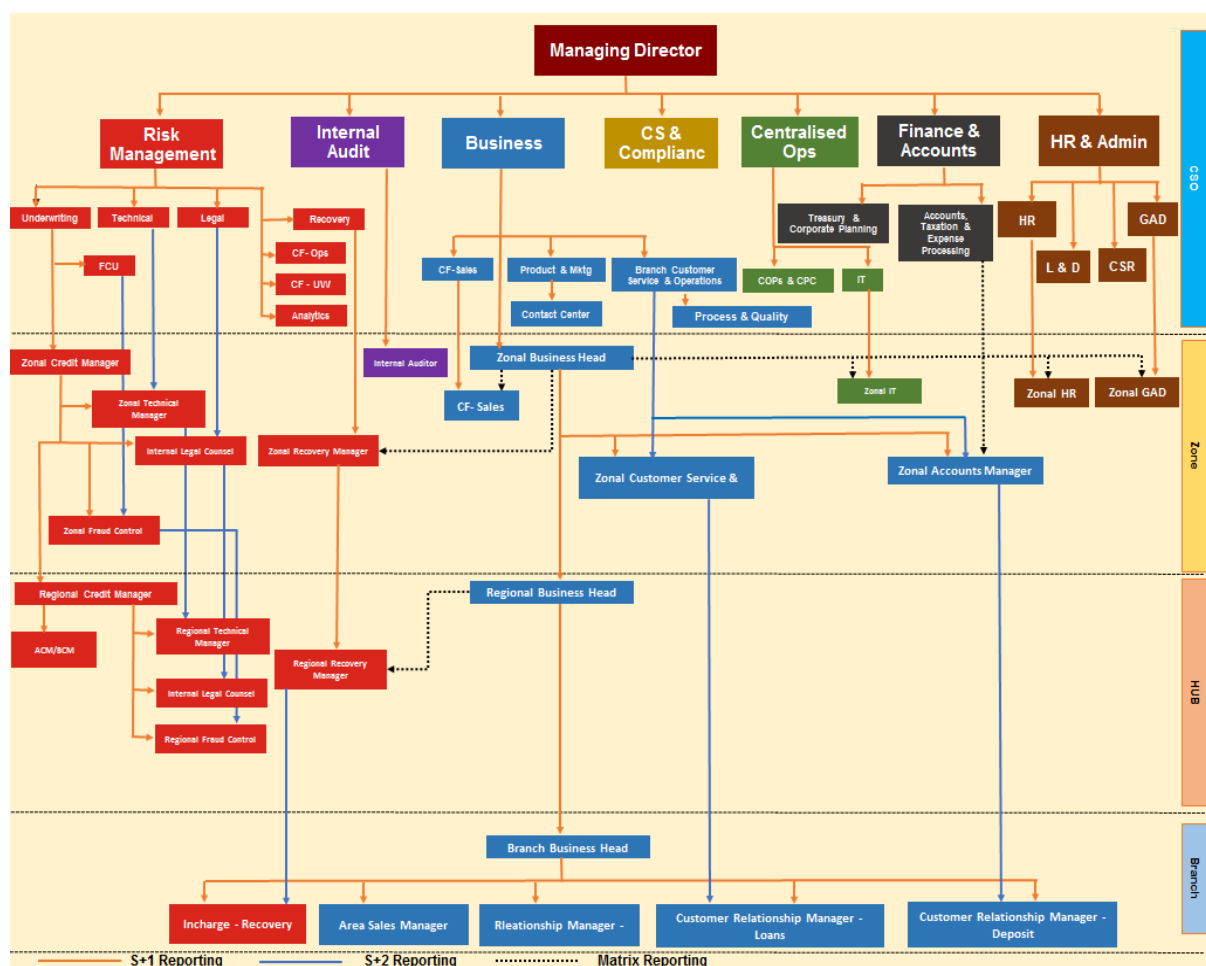 Managing Director
Risk
Management
Internal
Audit
Business
CS &
Complianc
Centralised
Ops
Finance &
Accounts
HR & Admin
CSO
Underwriting
Technical
Legal
Recovery
Treasury &
Corporate Planning
Accounts,
Taxation &
Expense
Processing
HR
GAD
FCU
CF- Ops
CF-Sales
Product & Mktg
Branch Customer
Service & Operations
COPs & CPC
IT
L & D
CSR
CF - UW
Analytics
Contact Center
Process & Quality
Zonal Credit Manager
Internal Auditor
Zonal Business Head
Zone
Zonal Technical
Manager
CF- Sales
Zonal IT
Zonal HR
Zonal GAD
Internal Legal Counsel
Zonal Recovery Manager
Zonal Customer Service &
Zonal Accounts Manager
Zonal Fraud Control
Regional Credit Manager
Regional Business Head
HUB
ACM/BCM
Regional Technical
Manager
Regional Recovery
Manager
Internal Legal Counsel
Regional Fraud Control
Branch Business Head
Branch
Incharge - Recovery
Area Sales Manager
Rleationship Manager -
Customer Relationship Manager -
Loans
Customer Relationship Manager -
Deposit
S+1 Reporting
S+2 Reporting
Matrix Reporting